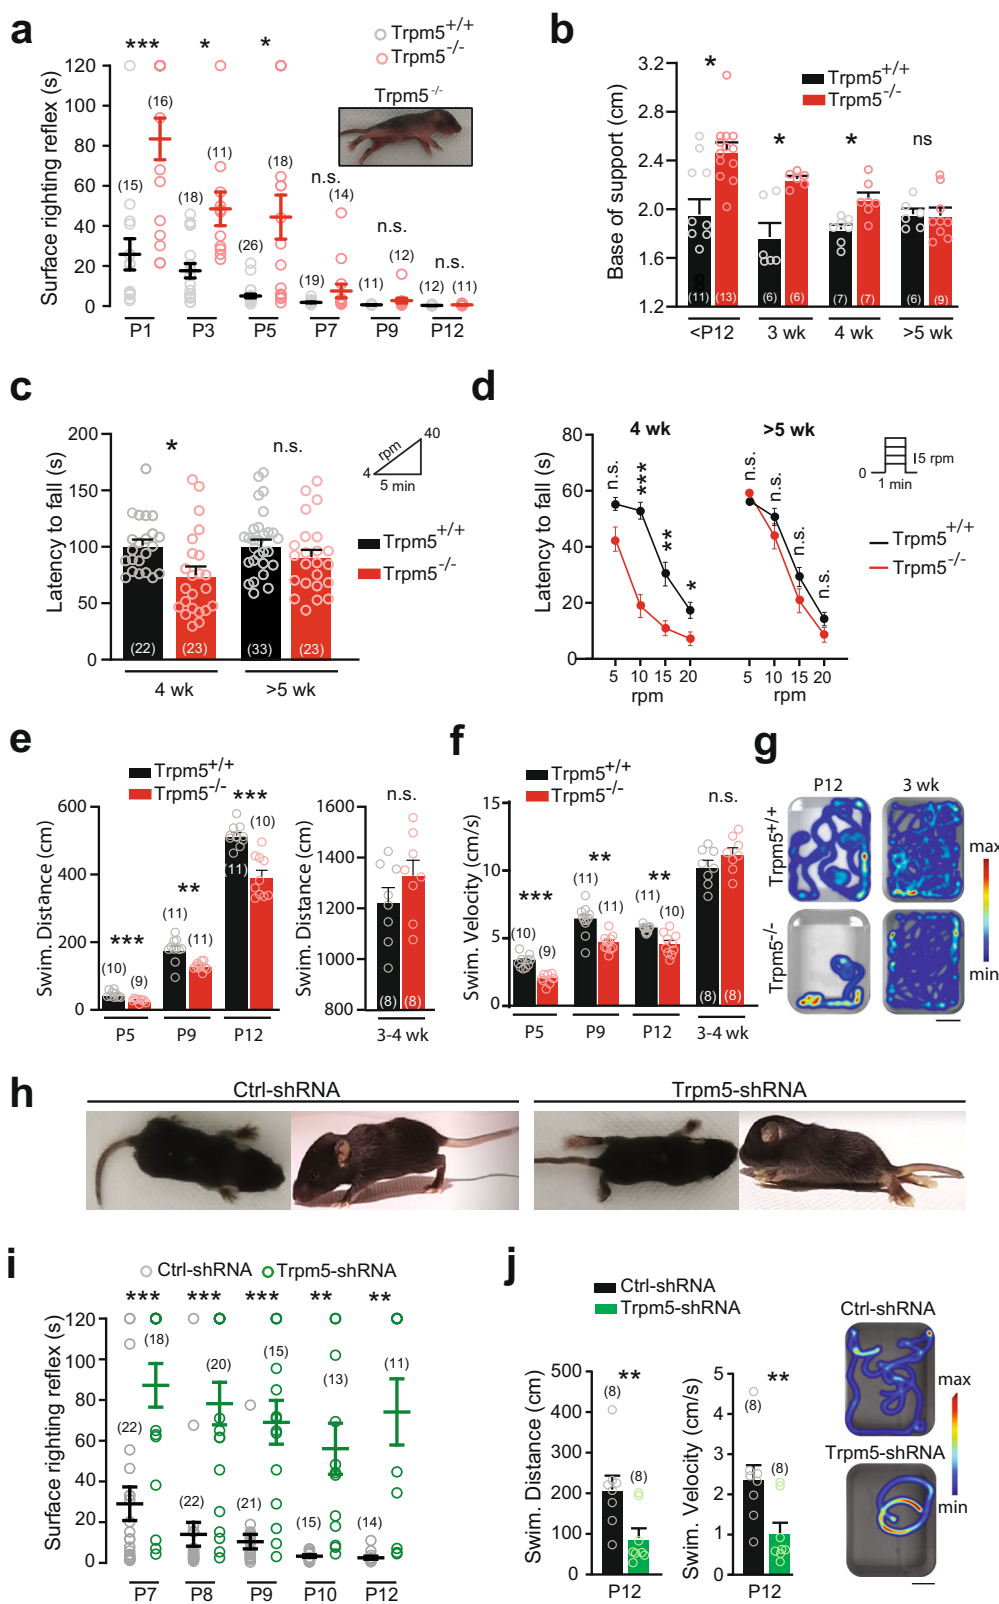 a
Trpm5+/+
Trpm5-/-
*** * *
Surface righting reflex (s)
120
100
80
60
40
20
0
(15) (16) (18) (11) (26) (18) (19) (14) (11) (12) (12) (11)
n.s. n.s. n.s.
Trpm5-/-
P1 P3 P5 P7 P9 P12
b
Base of support (cm)
3.2
2.8
2.4
2.0
1.6
1.2
Trpm5+/+
Trpm5-/-
* * * ns
(11) (13) (6) (6) (7) (7) (6) (9)
<P12 3 wk 4 wk >5 wk
c
Latency to fall (s)
200
150
100
50
0
* n.s.
4 rpm 40
5 min
Trpm5+/+
Trpm5-/-
(22) (23) (33) (23)
4 wk >5 wk
d
4 wk >5 wk
Latency to fall (s)
80
60
40
20
0
n.s. *** ** *
n.s. n.s. n.s. n.s.
5 rpm
0 1 min
Trpm5+/+
Trpm5-/-
5 10 15 20 5 10 15 20
rpm rpm
e
Trpm5+/+
Trpm5-/-
Swim. Distance (cm)
600
400
200
0
*** ** ***
(10) (9) (11) (11) (11) (10)
P5 P9 P12
Swim. Distance (cm)
1600
1400
1200
1000
800
n.s.
(8) (8)
3-4 wk
f
Trpm5+/+
Trpm5-/-
Swim. Velocity (cm/s)
15
10
5
0
*** ** ** n.s.
(10) (9) (11) (11) (11) (10) (8) (8)
P5 P9 P12 3-4 wk
g
P12 3 wk
Trpm5+/+
Trpm5-/-
max
min
h
Ctrl-shRNA Trpm5-shRNA
i
Ctrl-shRNA Trpm5-shRNA
*** *** *** ** **
Surface righting reflex (s)
120
100
80
60
40
20
0
(22) (18) (22) (20) (21) (15) (15) (13) (14) (11)
P7 P8 P9 P10 P12
j
Ctrl-shRNA
Trpm5-shRNA
Swim. Distance (cm)
500
400
300
200
100
0
**
(8) (8)
P12
Swim. Velocity (cm/s)
5
4
3
2
1
0
**
(8) (8)
P12
Ctrl-shRNA
Trpm5-shRNA
max
min